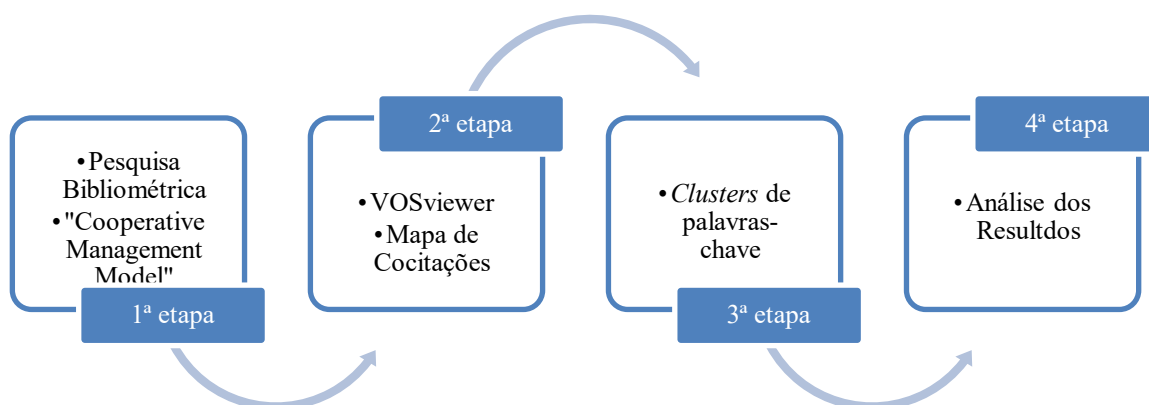 •Pesquisa
Bibliométrica
•"Cooperative
Management
Model"
1ª etapa
2ª etapa
•VOSviewer
•Mapa de
Cocitações
•Clusters de
palavras-
chave
3ª etapa
4ª etapa
•Análise dos
Resultdos